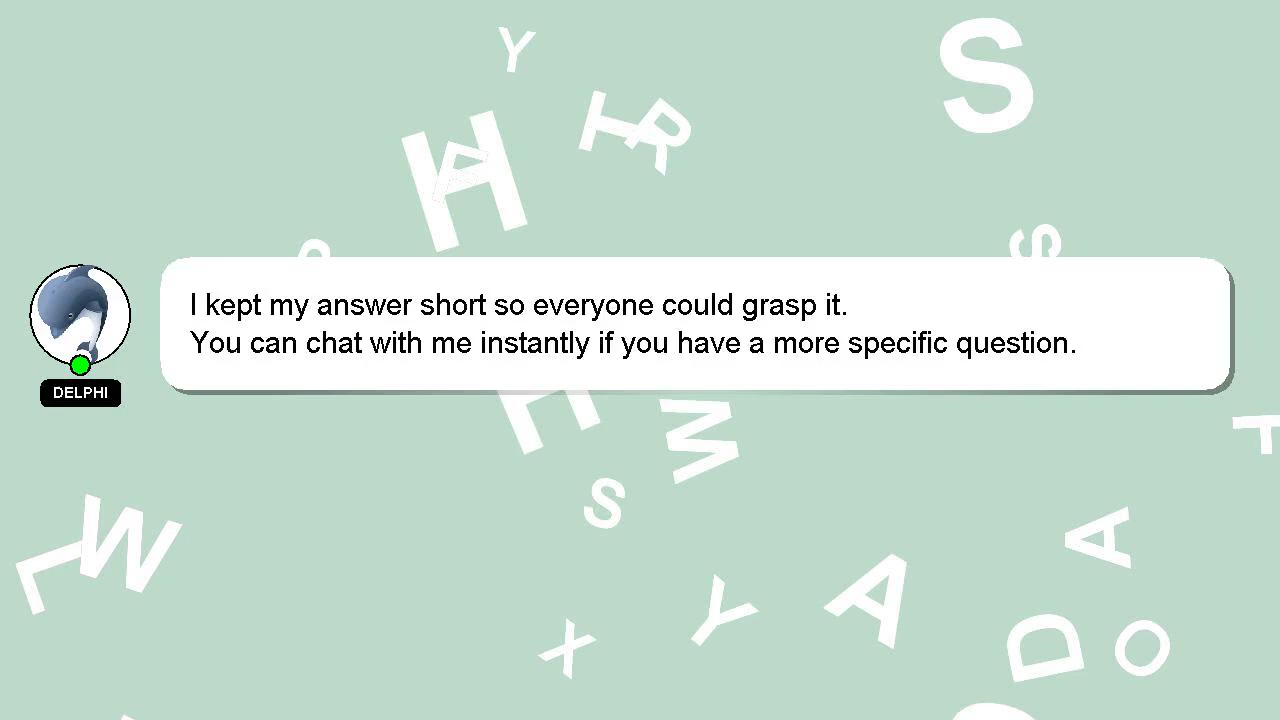 Y
S
H
A
T
R
S
I kept my answer short so everyone could grasp it.
You can chat with me instantly if you have a more specific question.
DELPHI
H
W
S
W
L
A
A
Y
X
D
O